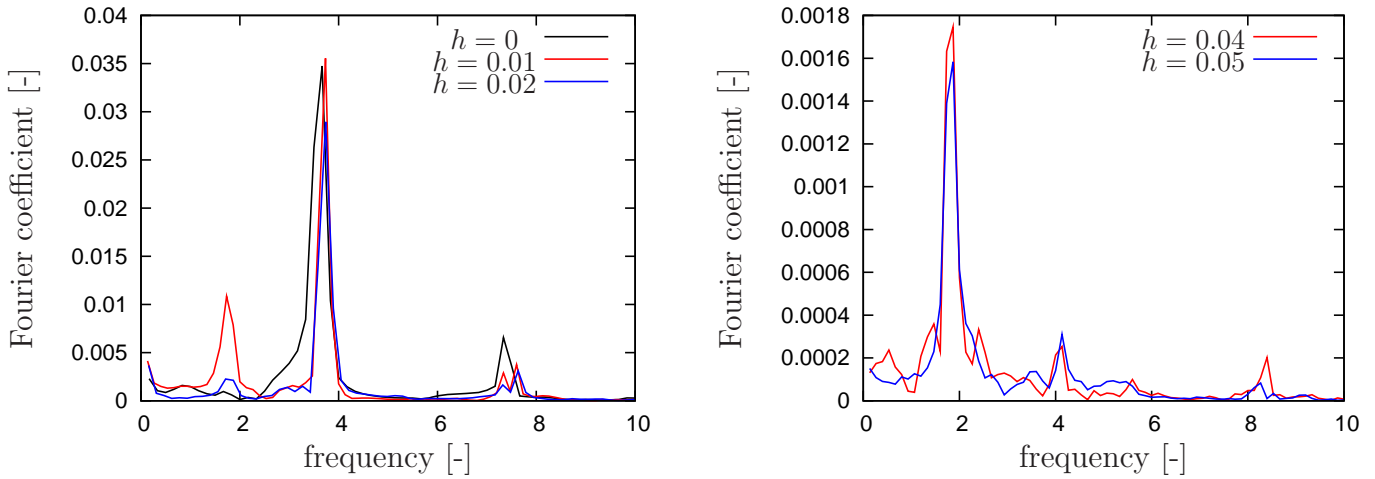 Fourier coefficient [-]
0.04
0.035
0.03
0.025
0.02
0.015
0.01
0.005
0
0 2 4 6 8 10
frequency [-]
h = 0
h = 0.01
h = 0.02
Fourier coefficient [-]
0.0018
0.0016
0.0014
0.0012
0.001
0.0008
0.0006
0.0004
0.0002
0
0 2 4 6 8 10
frequency [-]
h = 0.04
h = 0.05